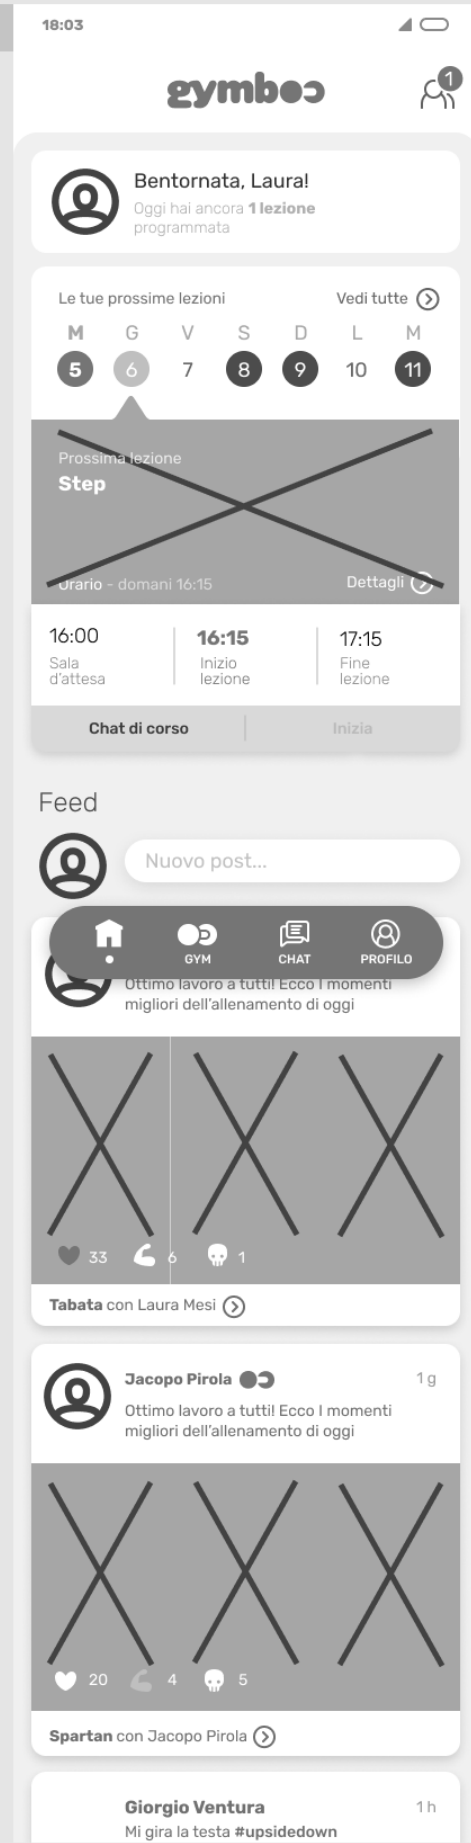 18:03
gymboo
1
Bentornata, Laura!
Oggi hai ancora 1 lezione
programmata
Le tue prossime lezioni
Vedi tutte
M G V S D L M
5 6 7 8 9 10 11
Prossima lezione
Step
Orario - domani 16:15
Dettagli
16:00 16:15 17:15
Sala Inizio Fine
d'attesa lezione lezione
Chat di corso
Inizia
Feed
Nuovo post...
GYM CHAT PROFILO
Ottimo lavoro a tutti! Ecco I momenti
migliori dell'allenamento di oggi
33 6 1
Tabata con Laura Mesi
Jacopo Pirola
1 g
Ottimo lavoro a tutti! Ecco I momenti
migliori dell'allenamento di oggi
20 4 5
Spartan con Jacopo Pirola
Giorgio Ventura
1 h
Mi gira la testa #upsidedown